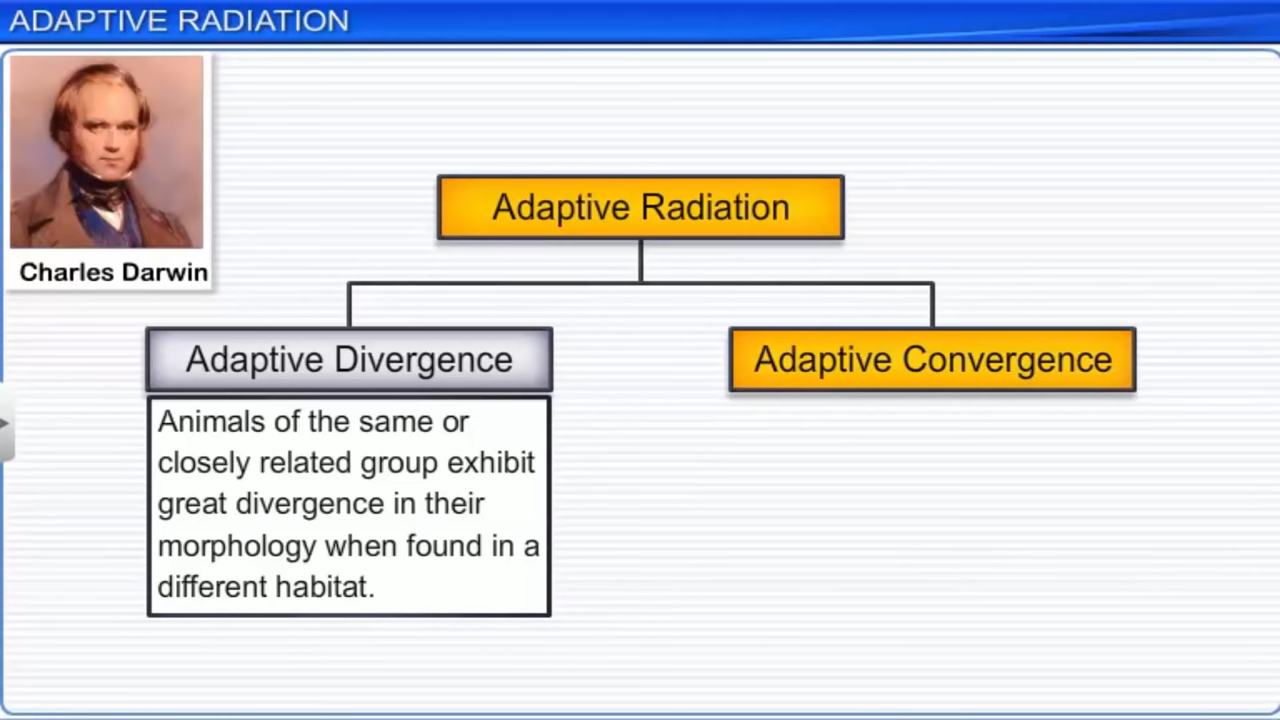 ADAPTIVE RADIATION
Charles Darwin
Adaptive Radiation
Adaptive Divergence
Adaptive Convergence
Animals of the same or
closely related group exhibit
great divergence in their
morphology when found in a
different habitat.